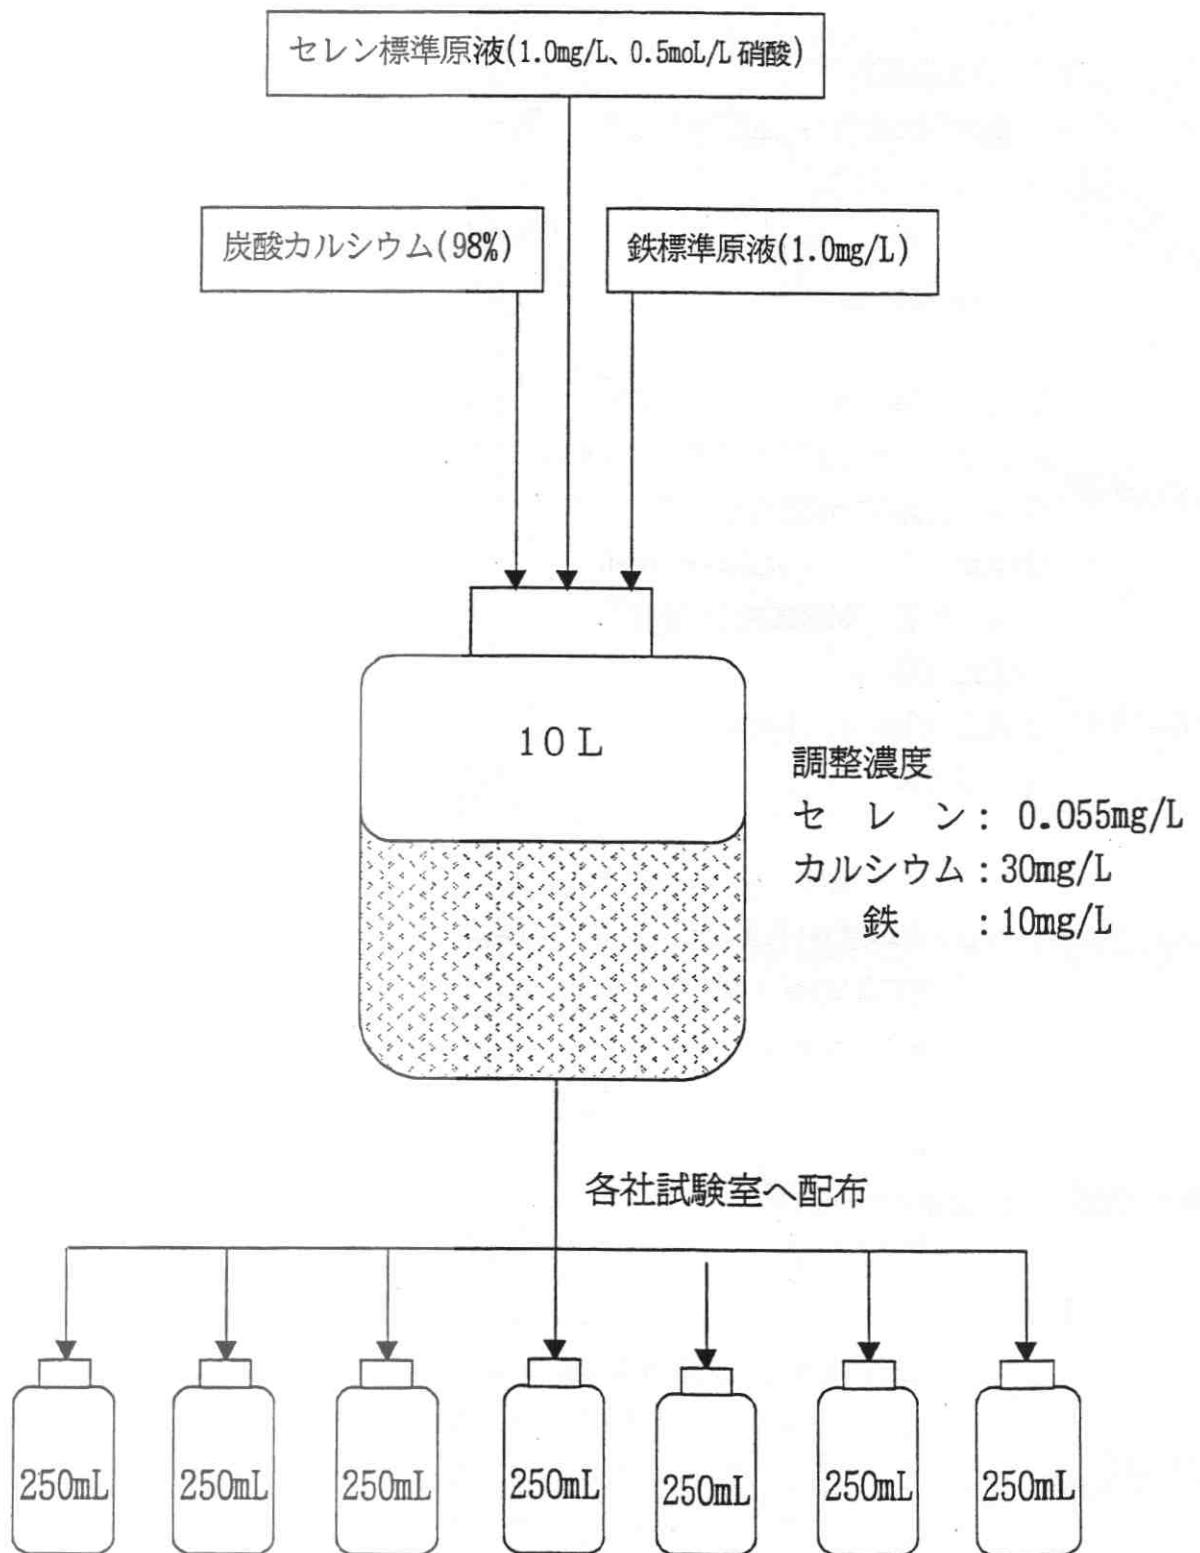 セレン標準原液(1.0mg/L、0.5moL/L 硝酸)
炭酸カルシウム(98%)
鉄標準原液(1.0mg/L)
10L
調整濃度
セ レ ン: 0.055mg/L
カルシウム:30mg/L
鉄 :10mg/L
各社試験室へ配布
250mL
250mL
250mL
250mL
250mL
250mL
250mL